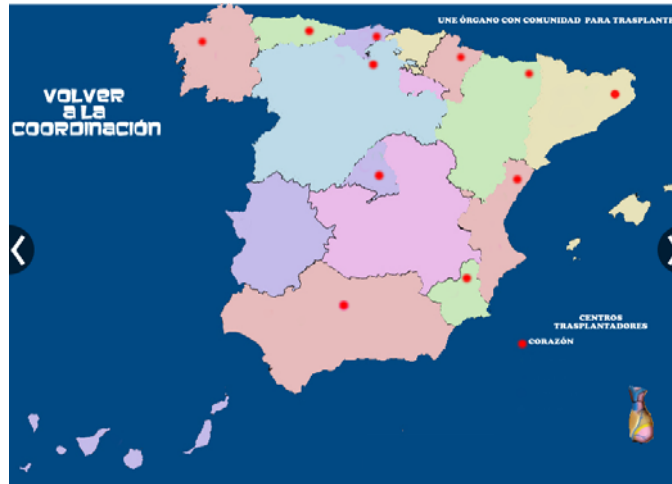 UNE ÓRGANO CON COMUNIDAD PARA TRASPLANTE
VOLVER
A LA
COORDINACIÓN
CENTROS
TRASPLANTADORES
CORAZÓN